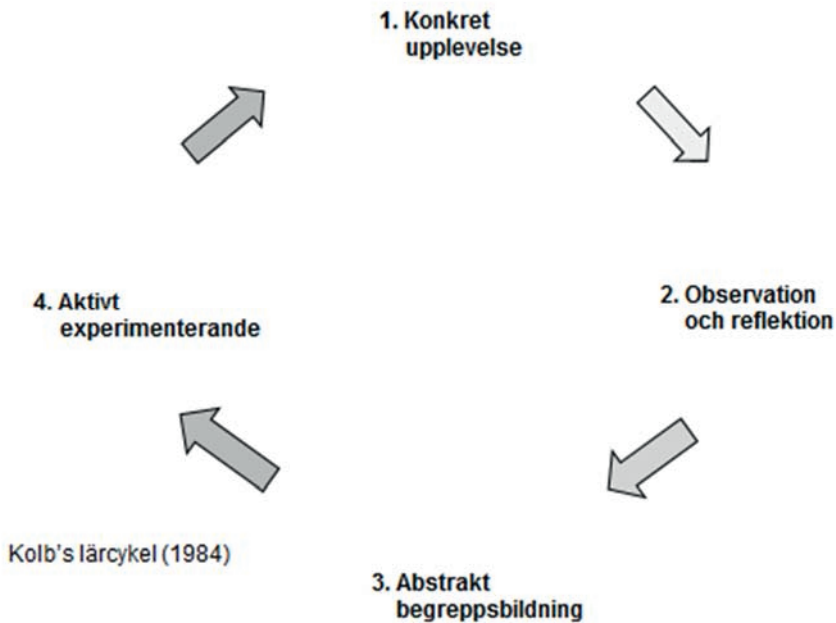 1. Konkret
upplevelse
2. Observation
och reflektion
4. Aktivt
experimenterande
Kolb's lärcykel (1984)
3. Abstrakt
begreppsbildning